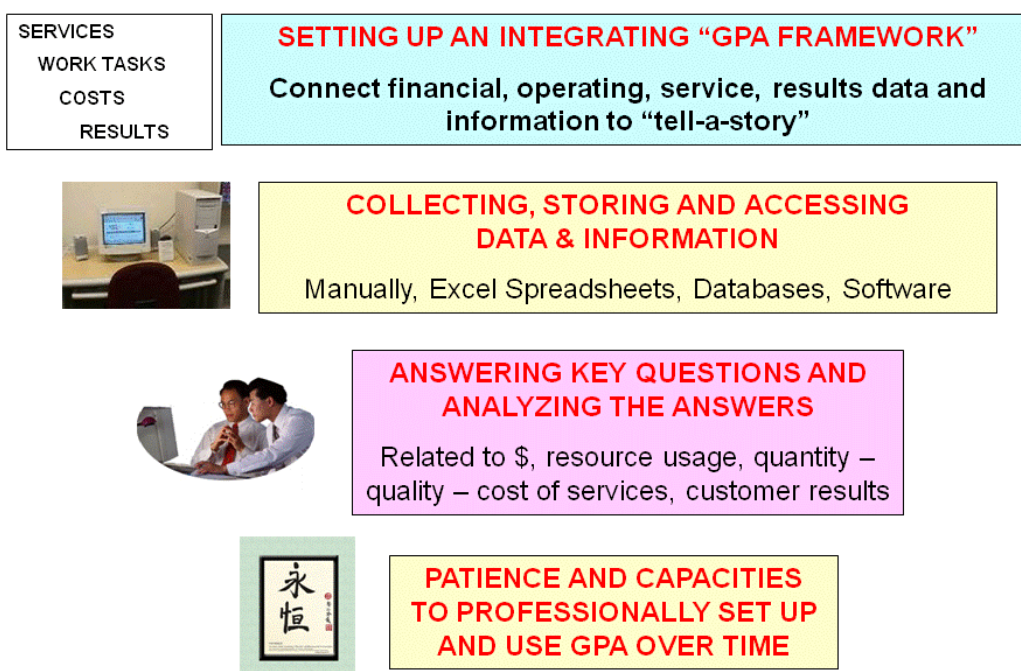 SERVICES
WORK TASKS
COSTS
RESULTS
SETTING UP AN INTEGRATING “GPA FRAMEWORK”
Connect financial, operating, service, results data and
information to “tell-a-story”
COLLECTING, STORING AND ACCESSING
DATA & INFORMATION
Manually, Excel Spreadsheets, Databases, Software
ANSWERING KEY QUESTIONS AND
ANALYZING THE ANSWERS
Related to $, resource usage, quantity –
quality – cost of services, customer results
永
恒
PATIENCE AND CAPACITIES
TO PROFESSIONALLY SET UP
AND USE GPA OVER TIME